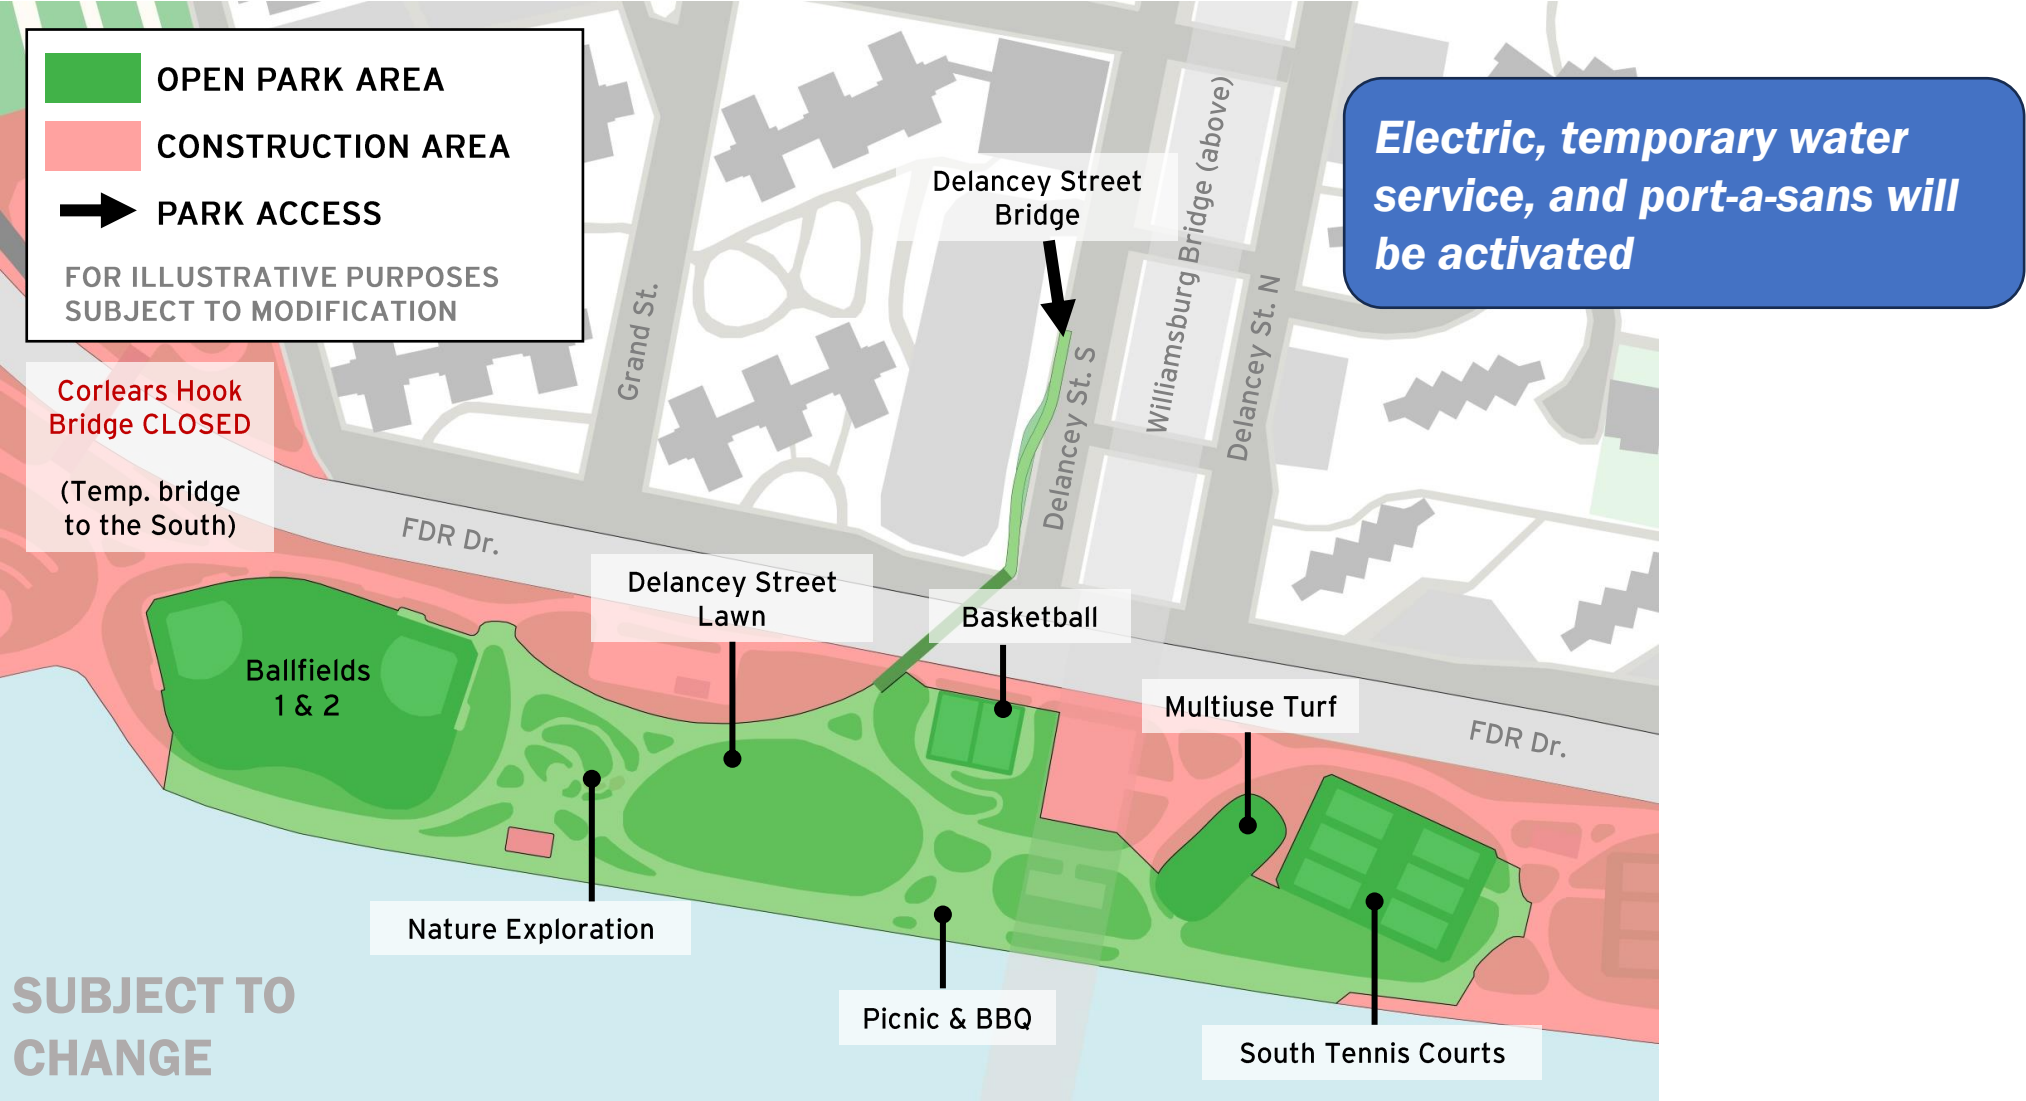 OPEN PARK AREA
CONSTRUCTION AREA
PARK ACCESS
FOR ILLUSTRATIVE PURPOSES
SUBJECT TO MODIFICATION
Electric, temporary water
service, and port-a-sans will
be activated
Delancey Street
Bridge
Williamsburg Bridge (above)
Grand St.
Delancey St. S
Delancey St. N
Corlears Hook
Bridge CLOSED
(Temp. bridge
to the South)
FDR Dr.
Delancey Street
Lawn
Basketball
Ballfields
1 & 2
Multiuse Turf
FDR Dr.
Nature Exploration
Picnic & BBQ
South Tennis Courts
SUBJECT TO
CHANGE